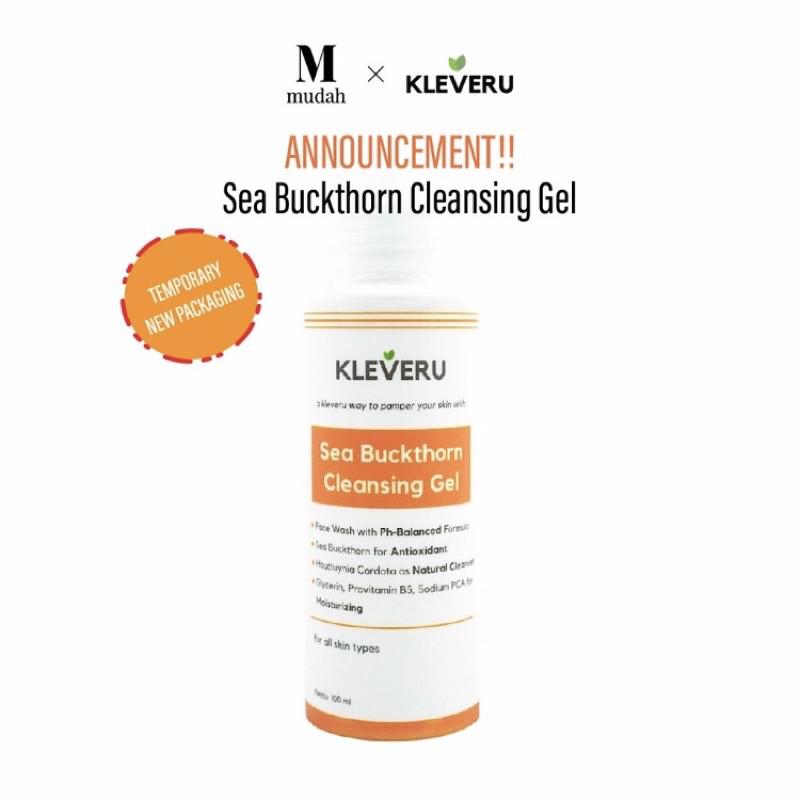 M
mudah
×
KLEVERU
ANNOUNCEMENT!!
Sea Buckthorn Cleansing Gel
TEMPORARY
NEW PACKAGING
KLEVERU
a kleveru way to pamper your skin with
Sea Buckthorn
Cleansing Gel
• Face Wash with Ph-Balanced Formula
• Sea Buckthorn for Antioxidant
• Houttuynia Cordata as Natural Cleanser
• Glycerin, Provitamin B5, Sodium PCA for
Moisturizing
for all skin types
Netto 100 ml